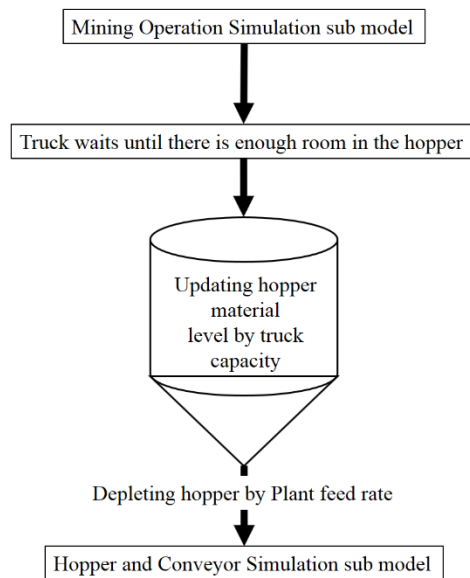 Mining Operation Simulation sub model
Truck waits until there is enough room in the hopper
Updating hopper
material
level by truck
capacity
Depleting hopper by Plant feed rate
Hopper and Conveyor Simulation sub model